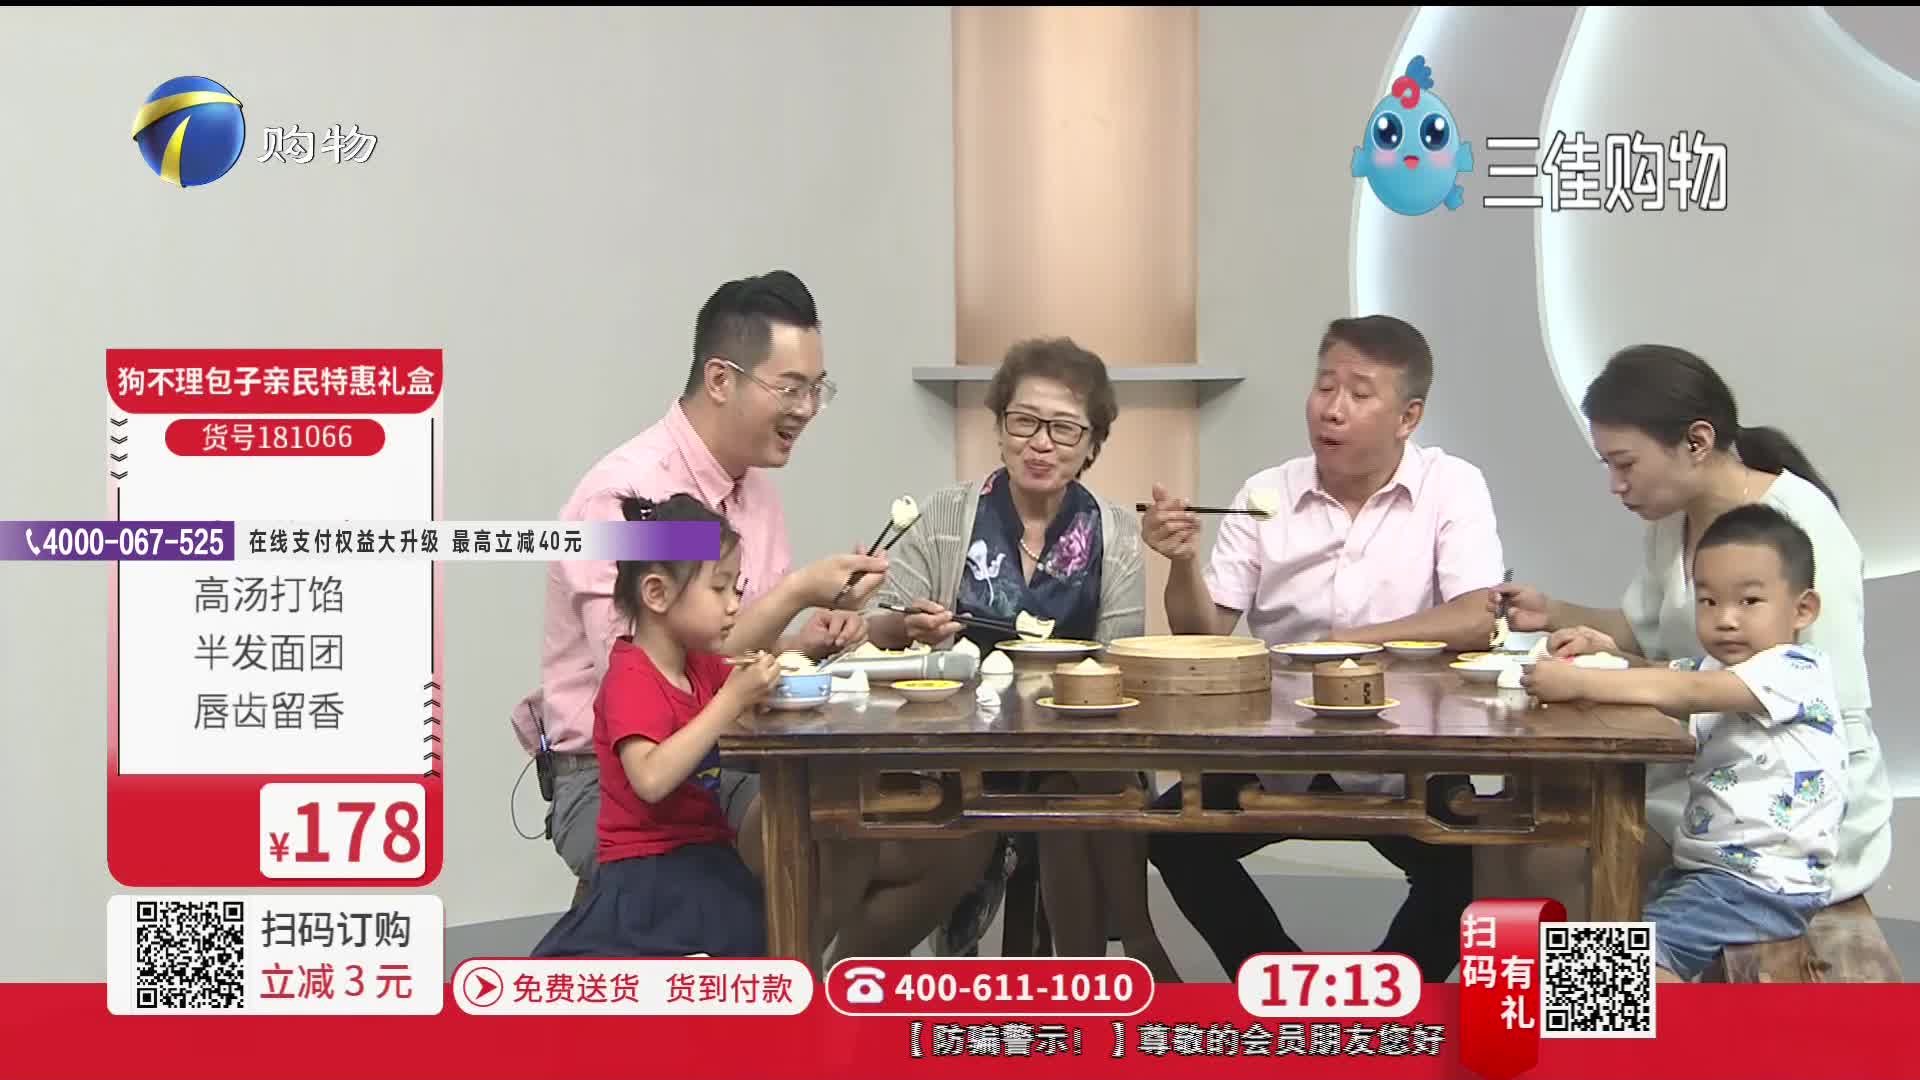 购物
三佳购物
狗不理包子亲民特惠礼盒
货号181066
4000-067-525 在线支付权益大升级 最高立减40元
高汤打馅
半发面团
唇齿留香
¥178
扫码订购
立减3元
免费送货 货到付款
400-611-1010
17:13
扫码
有礼
【防骗警示!】尊敬的会员朋友您好